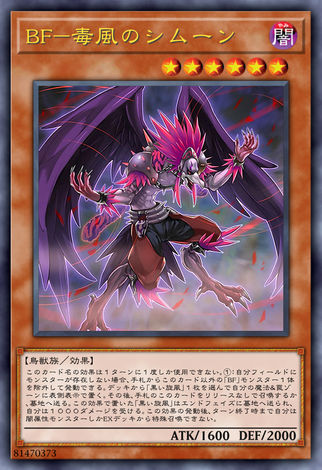 BF－毒風のシムーン
闇
やみ
【鳥獣族／効果】
このカード名の効果は１ターンに１度しか使用できない。①：自分フィールドに
モンスターが存在しない場合、手札からこのカード以外の「BF」モンスター１体
を除外して発動できる。デッキから「黒い旋風」１枚を選んで自分の魔法&罠ゾ
ーンに表側表示で置く。その後、手札のこのカードをリリースなしで召喚するか
、墓地へ送る。この効果で置いた「黒い旋風」はエンドフェイズに墓地へ送られ、
自分は１０００ダメージを受ける。この効果の発動後、ターン終了時まで自分は
闇属性モンスターしかEXデッキから特殊召喚できない。
ATK/1600 DEF/2000
81470373